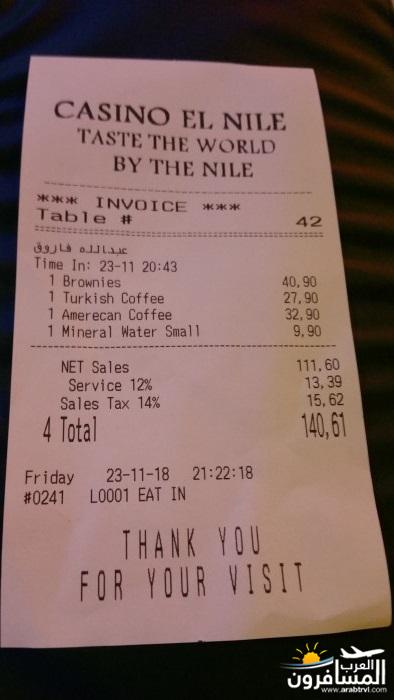 CASINO EL NILE
TASTE THE WORLD
BY THE NILE
*** INVOICE ***
Table # 42
عبدالله فاروق
Time In: 23-11 20:43
1 Brownies 40,90
1 Turkish Coffee 27,90
1 Amerecan Coffee 32,90
1 Mineral Water Small 9,90
NET Sales 111,60
Service 12% 13,39
Sales Tax 14% 15,62
4 Total 140,61
Friday 23-11-18 21:22:18
#0241 L0001 EAT IN
THANK YOU
FOR YOUR VISIT
العرب
المسافرون
www.arabtrvl.com